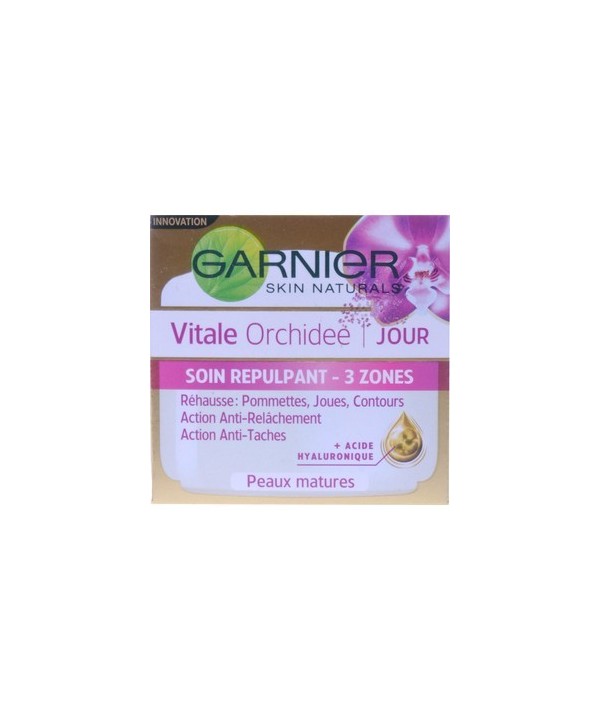 INNOVATION
GARNIER
SKIN NATURALS
Vitale Orchidée | JOUR
SOIN REPULPANT - 3 ZONES
Réhausse: Pommettes, Joues, Contours
Action Anti-Relâchement
Action Anti-Taches
+ ACIDE
HYALURONIQUE
Peaux matures